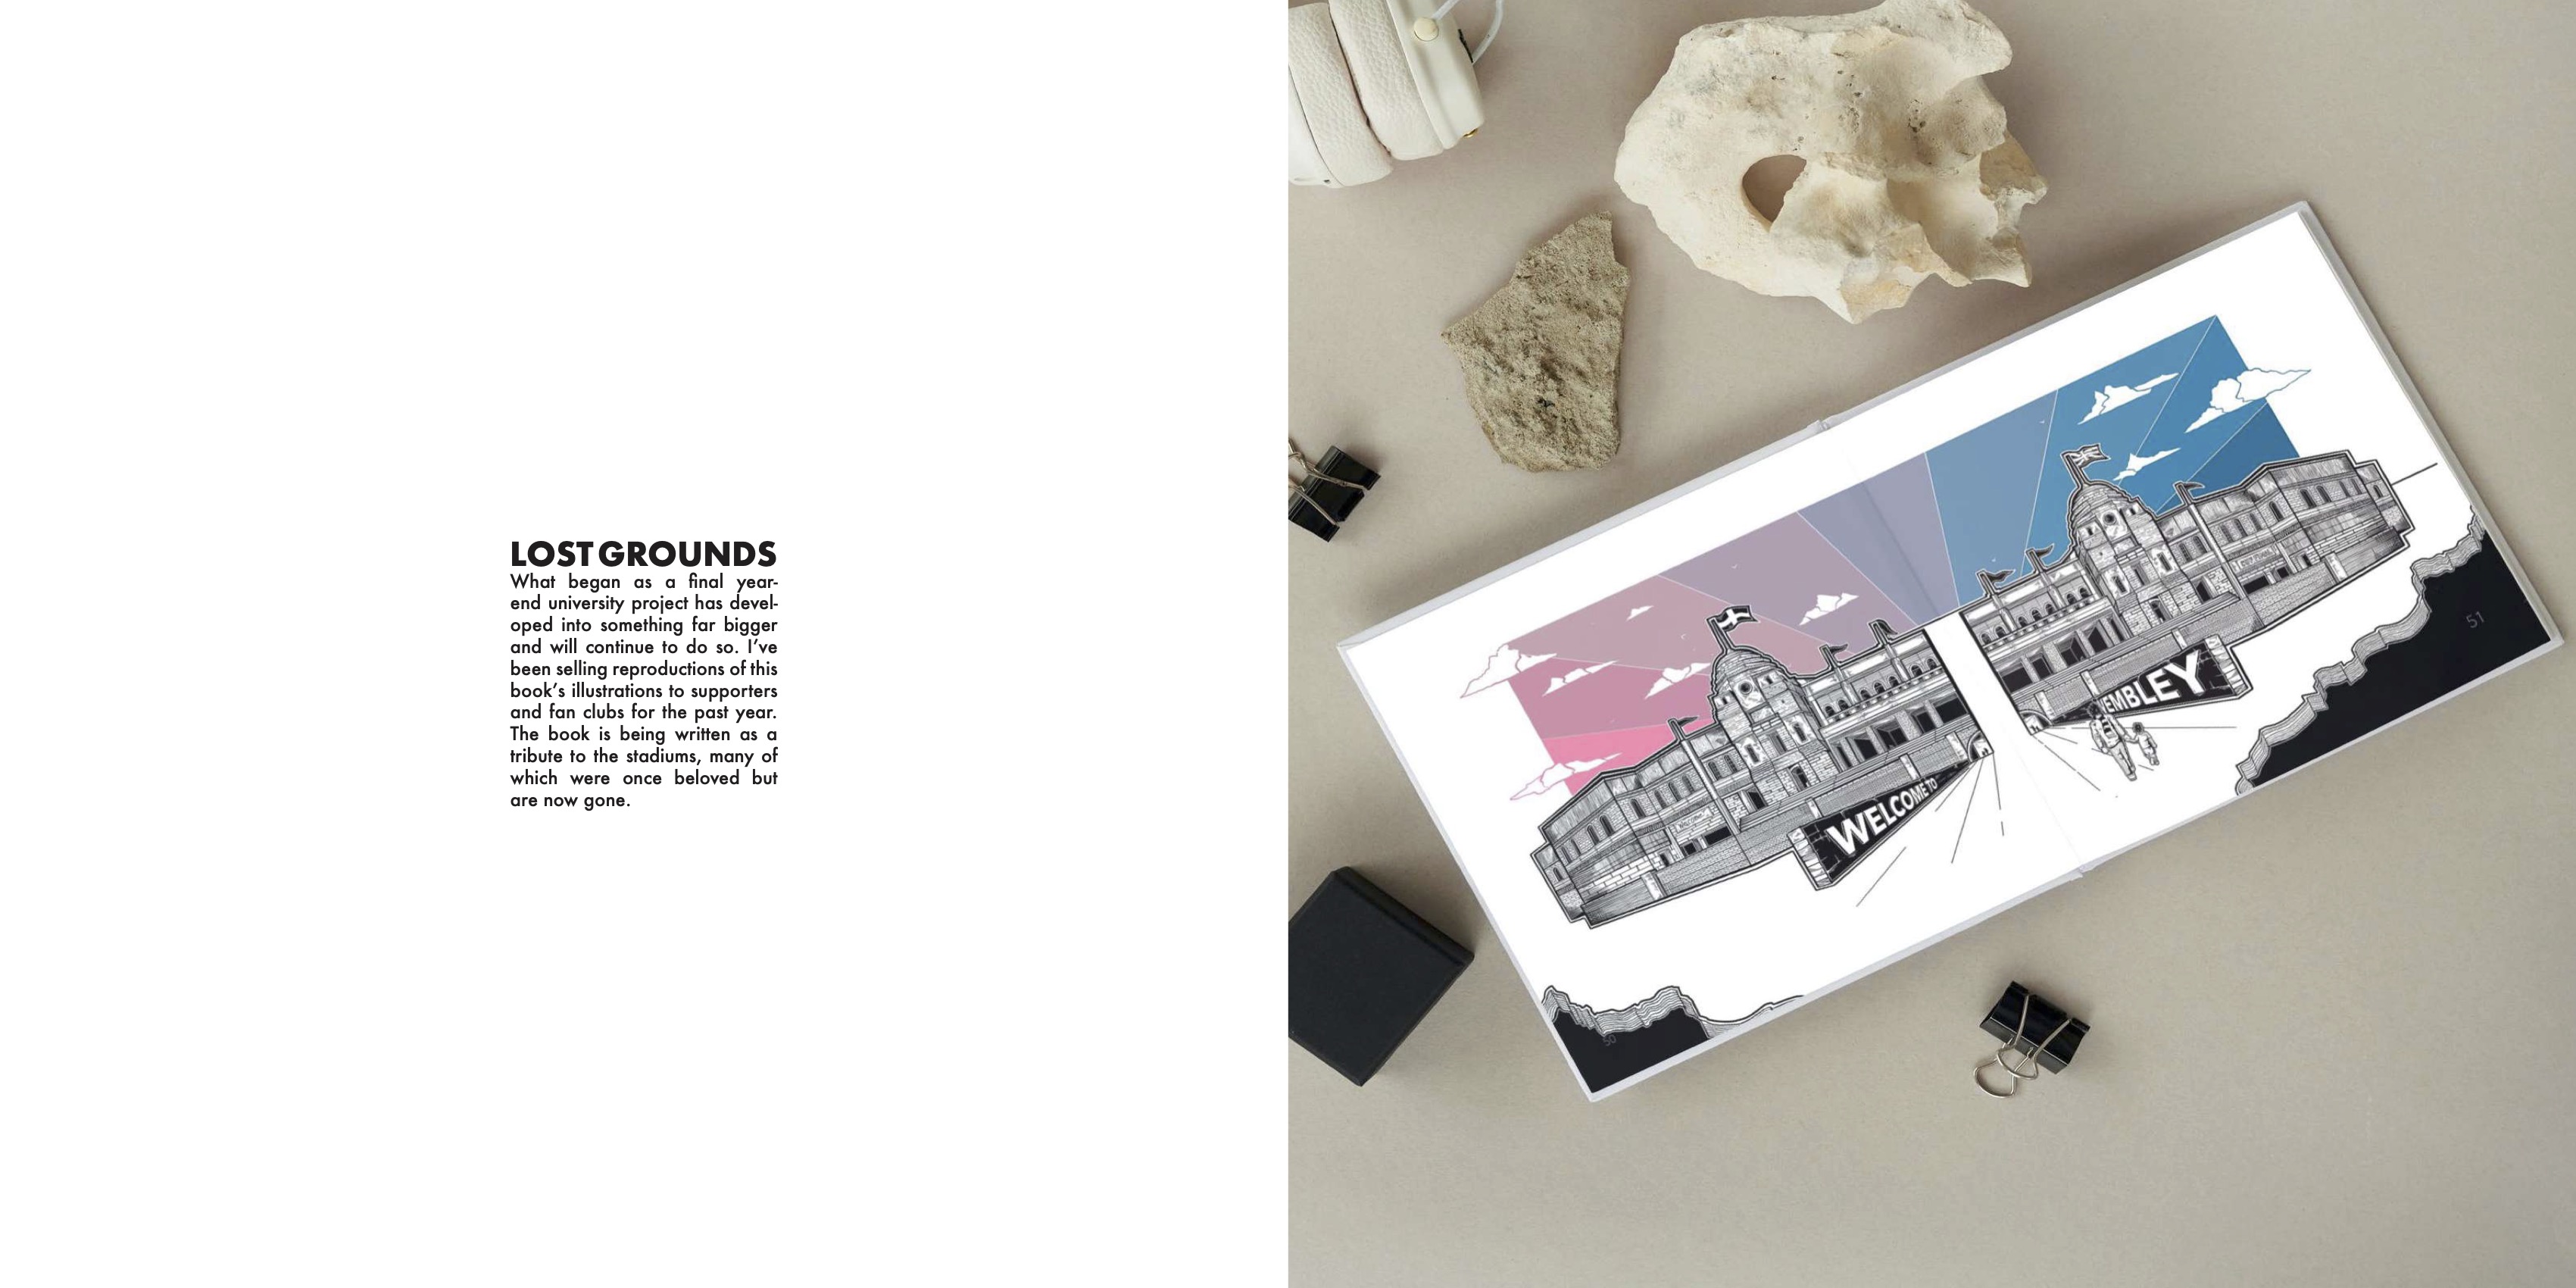 LOST GROUNDS
What began as a final year-
end university project has devel-
oped into something far bigger
and will continue to do so. I've
been selling reproductions of this
book's illustrations to supporters
and fan clubs for the past year.
The book is being written as a
tribute to the stadiums, many of
which were once beloved but
are now gone.
WELCOME TO
EMBLEY
51
50